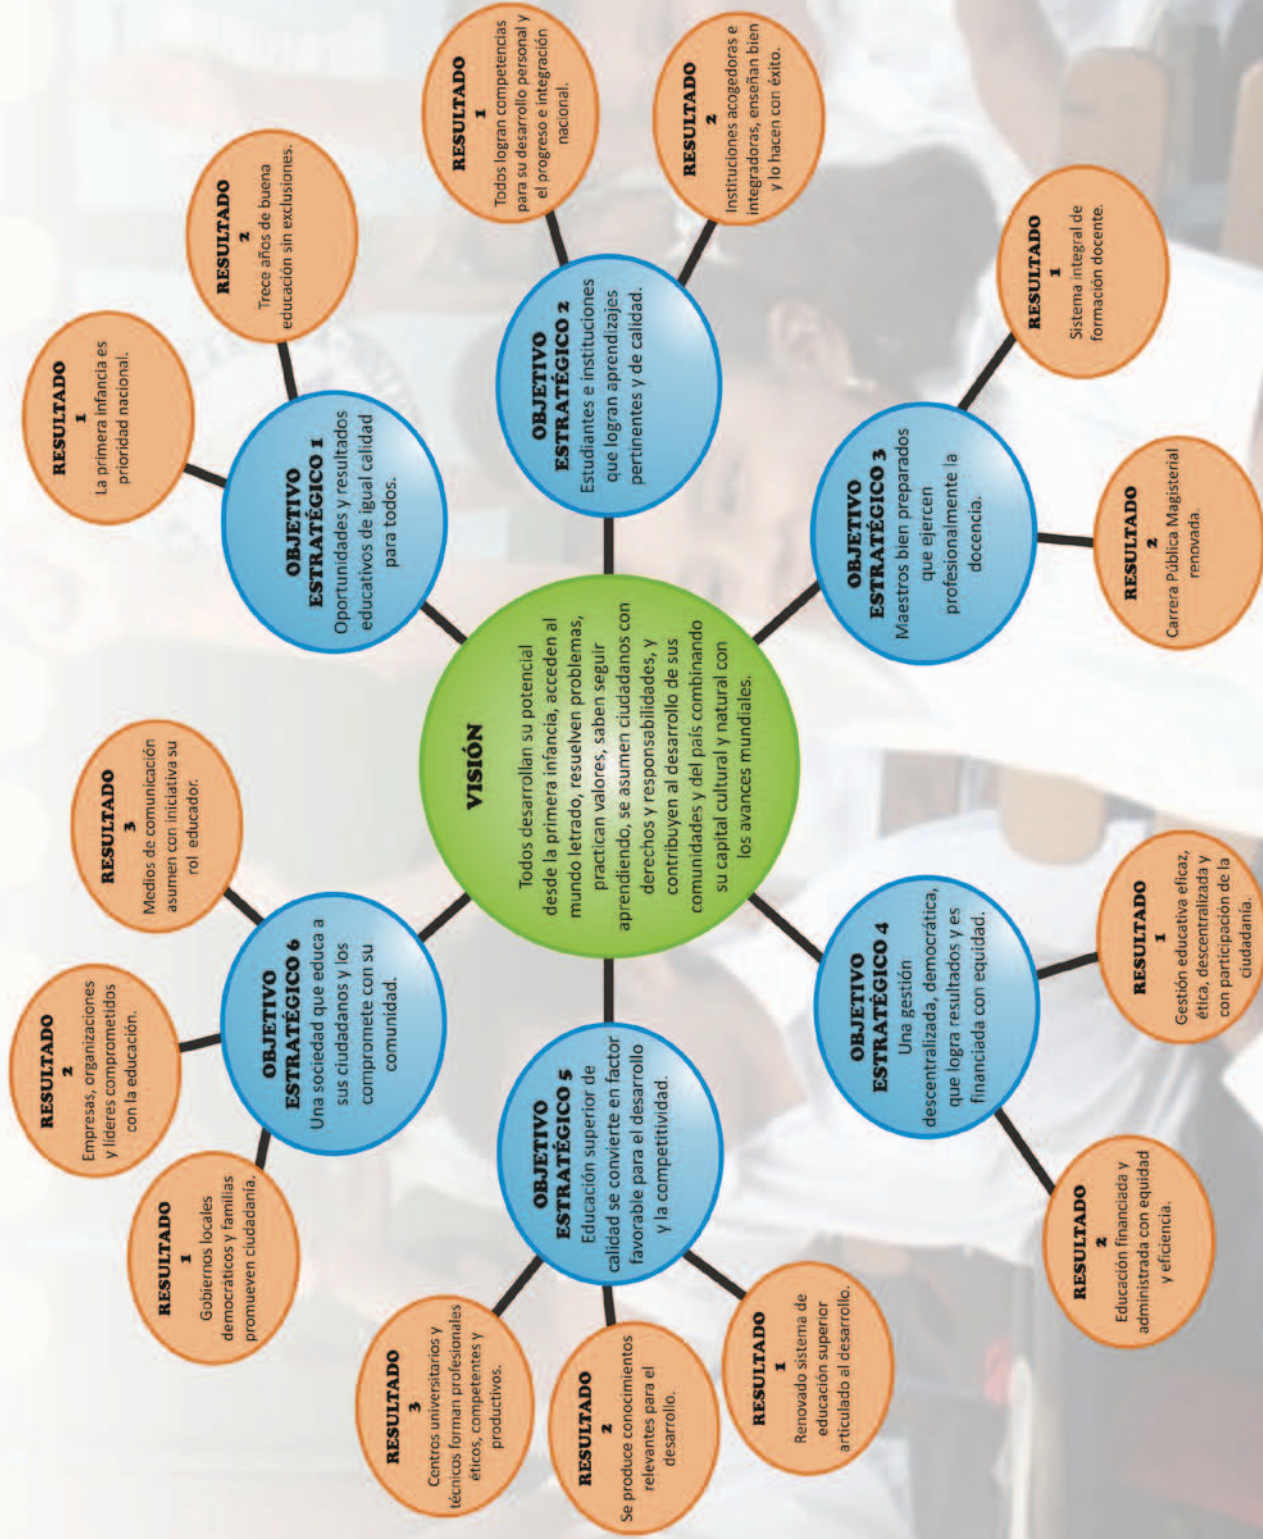 VISIÓN
Todos desarrollan su potencial
desde la primera infancia, acceden al
mundo letrado, resuelven problemas,
practican valores, saben seguir
aprendiendo, se asumen ciudadanos con
derechos y responsabilidades, y
contribuyen al desarrollo de sus
comunidades y del país combinando
su capital cultural y natural con
los avances mundiales.
OBJETIVO
ESTRATÉGICO 1
Oportunidades y resultados
educativos de igual calidad
para todos.
RESULTADO
1
La primera infancia es
prioridad nacional.
RESULTADO
2
Trece años de buena
educación sin exclusiones.
OBJETIVO
ESTRATÉGICO 2
Estudiantes e instituciones
que logran aprendizajes
pertinentes y de calidad.
RESULTADO
1
Todos logran competencias
para su desarrollo personal y
el progreso e integración
nacional.
RESULTADO
2
Instituciones acogedoras e
integradoras, enseñan bien
y lo hacen con éxito.
OBJETIVO
ESTRATÉGICO 3
Maestros bien preparados
que ejercen
profesionalmente la
docencia.
RESULTADO
1
Sistema integral de
formación docente.
RESULTADO
2
Carrera Pública Magisterial
renovada.
OBJETIVO
ESTRATÉGICO 4
Una gestión
descentralizada, democrática,
que logra resultados y es
financiada con equidad.
RESULTADO
1
Gestión educativa eficaz,
ética, descentralizada y
con participación de la
ciudadanía.
RESULTADO
2
Educación financiada y
administrada con equidad
y eficiencia.
OBJETIVO
ESTRATÉGICO 5
Educación superior de
calidad se convierte en factor
favorable para el desarrollo
y la competitividad.
RESULTADO
1
Renovado sistema de
educación superior
articulado al desarrollo.
RESULTADO
2
Se produce conocimientos
relevantes para el
desarrollo.
RESULTADO
3
Centros universitarios y
técnicos forman profesionales
éticos, competentes y
productivos.
OBJETIVO
ESTRATÉGICO 6
Una sociedad que educa a
sus ciudadanos y los
compromete con su
comunidad.
RESULTADO
1
Gobiernos locales
democráticos y familias
promueven ciudadanía.
RESULTADO
2
Empresas, organizaciones
y líderes comprometidos
con la educación.
RESULTADO
3
Medios de comunicación
asumen con iniciativa su
rol educador.